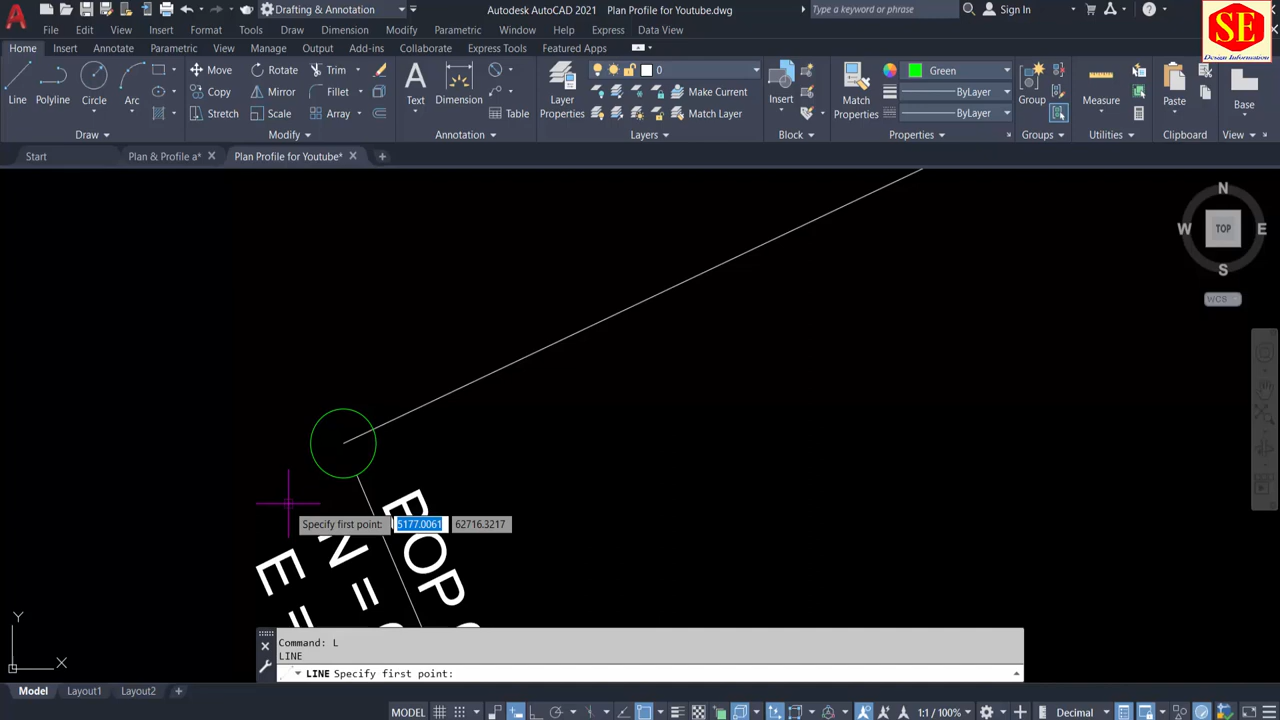 Drafting & Annotation
Autodesk AutoCAD 2021 Plan Profile for Youtube.dwg
Type a keyword or phrase
Sign In
SE
Design Information
File Edit View Insert Format Tools Draw Dimension Modify Parametric Window Help Express Data View
Home Insert Annotate Parametric View Manage Output Add-ins Collaborate Express Tools Featured Apps
Line Polyline Circle Arc
Move Rotate Trim
Copy Mirror Fillet
Stretch Scale Array
Text Dimension Table
Layer Properties
0
Make Current
Match Layer
Insert
Match Properties
Green
ByLayer
ByLayer
Group Measure Paste Base
Draw Modify Annotation Layers Block Properties Groups Utilities Clipboard View
Start Plan & Profile a* Plan Profile for Youtube*
N
W TOP E
S
WCS
Specify first point: 5177.0061 62716.3217
POP
N =
E =
Y
X
Command: L
LINE
LINE Specify first point:
Model Layout1 Layout2
MODEL 1:1 / 100% Decimal